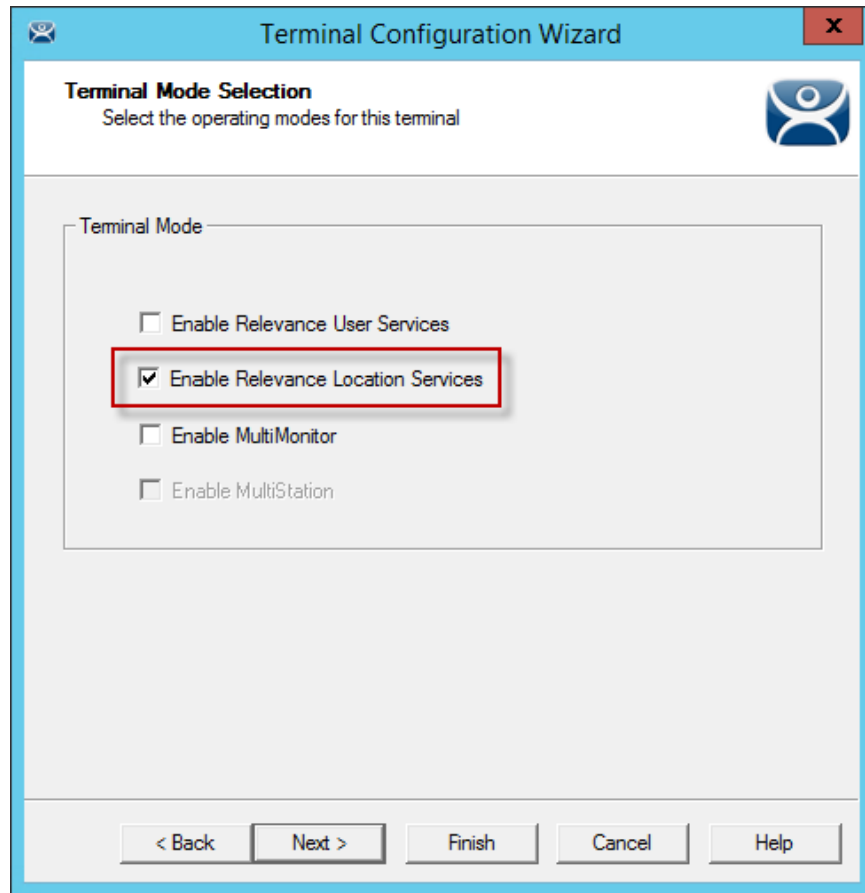 Terminal Configuration Wizard
x
Terminal Mode Selection
Select the operating modes for this terminal
Terminal Mode
Enable Relevance User Services
Enable Relevance Location Services
Enable MultiMonitor
Enable MultiStation
< Back Next > Finish Cancel Help